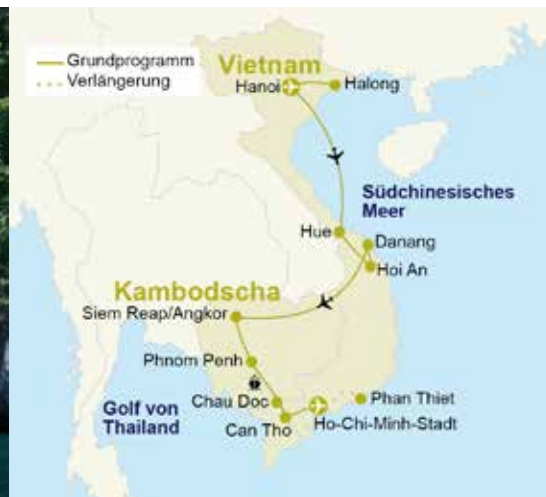 Grundprogramm
Verlängerung
Vietnam
Hanoi
Halong
Südchinesisches
Meer
Hue
Danang
Hoi An
Kambodscha
Siem Reap/Angkor
Phnom Penh
Chau Doc
Phan Thiet
Golf von
Thailand
Can Tho
Ho-Chi-Minh-Stadt